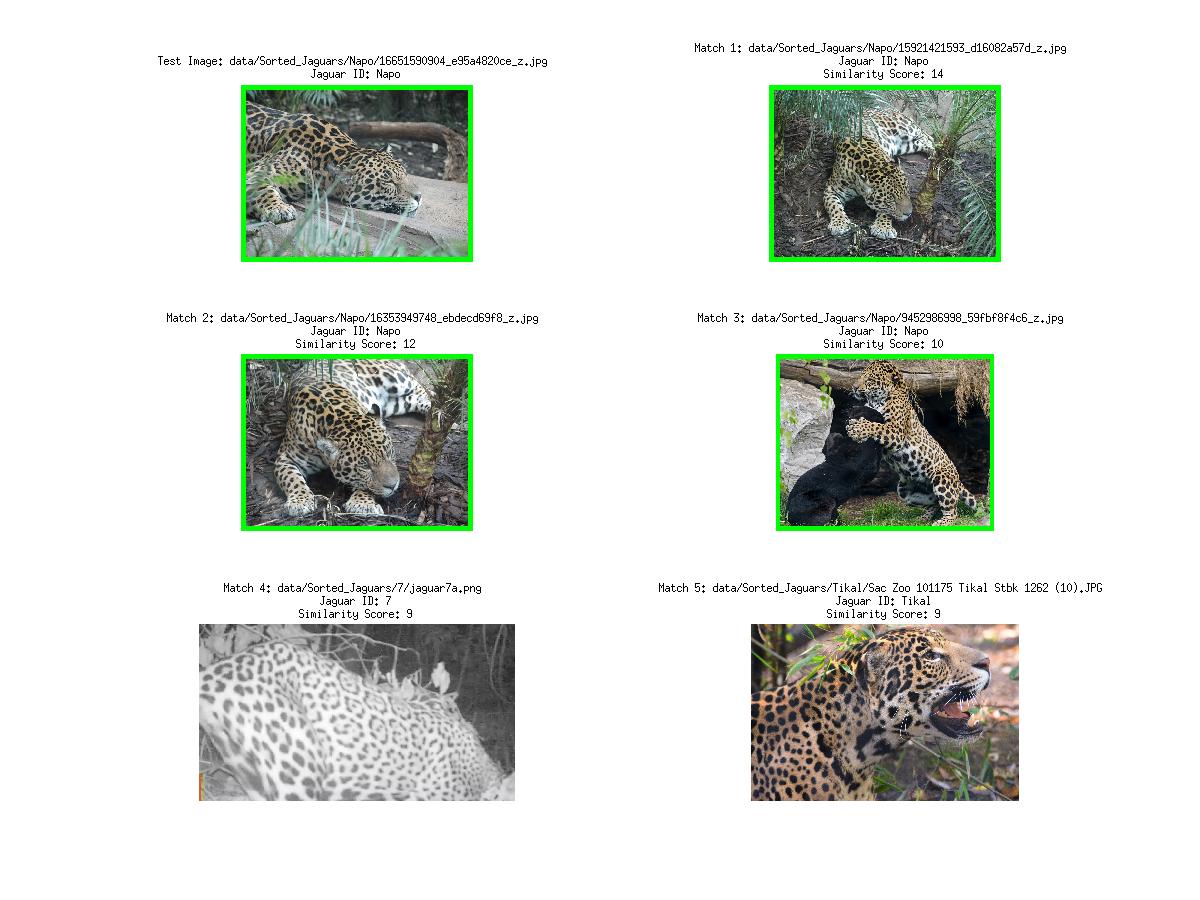 Test Image: data/Sorted_Jaguars/Napo/16651590904_e95a4820ce_z.jpg
Jaguar ID: Napo
Match 1: data/Sorted_Jaguars/Napo/15921421593_d16082a57d_z.jpg
Jaguar ID: Napo
Similarity Score: 14
Match 2: data/Sorted_Jaguars/Napo/16353949748_ebdecd69f8_z.jpg
Jaguar ID: Napo
Similarity Score: 12
Match 3: data/Sorted_Jaguars/Napo/9452986998_59fbf8f4c6_z.jpg
Jaguar ID: Napo
Similarity Score: 10
Match 4: data/Sorted_Jaguars/7/jaguar7a.png
Jaguar ID: 7
Similarity Score: 9
Match 5: data/Sorted_Jaguars/Tikal/Sac Zoo 101175 Tikal Stbk 1262 (10).JPG
Jaguar ID: Tikal
Similarity Score: 9